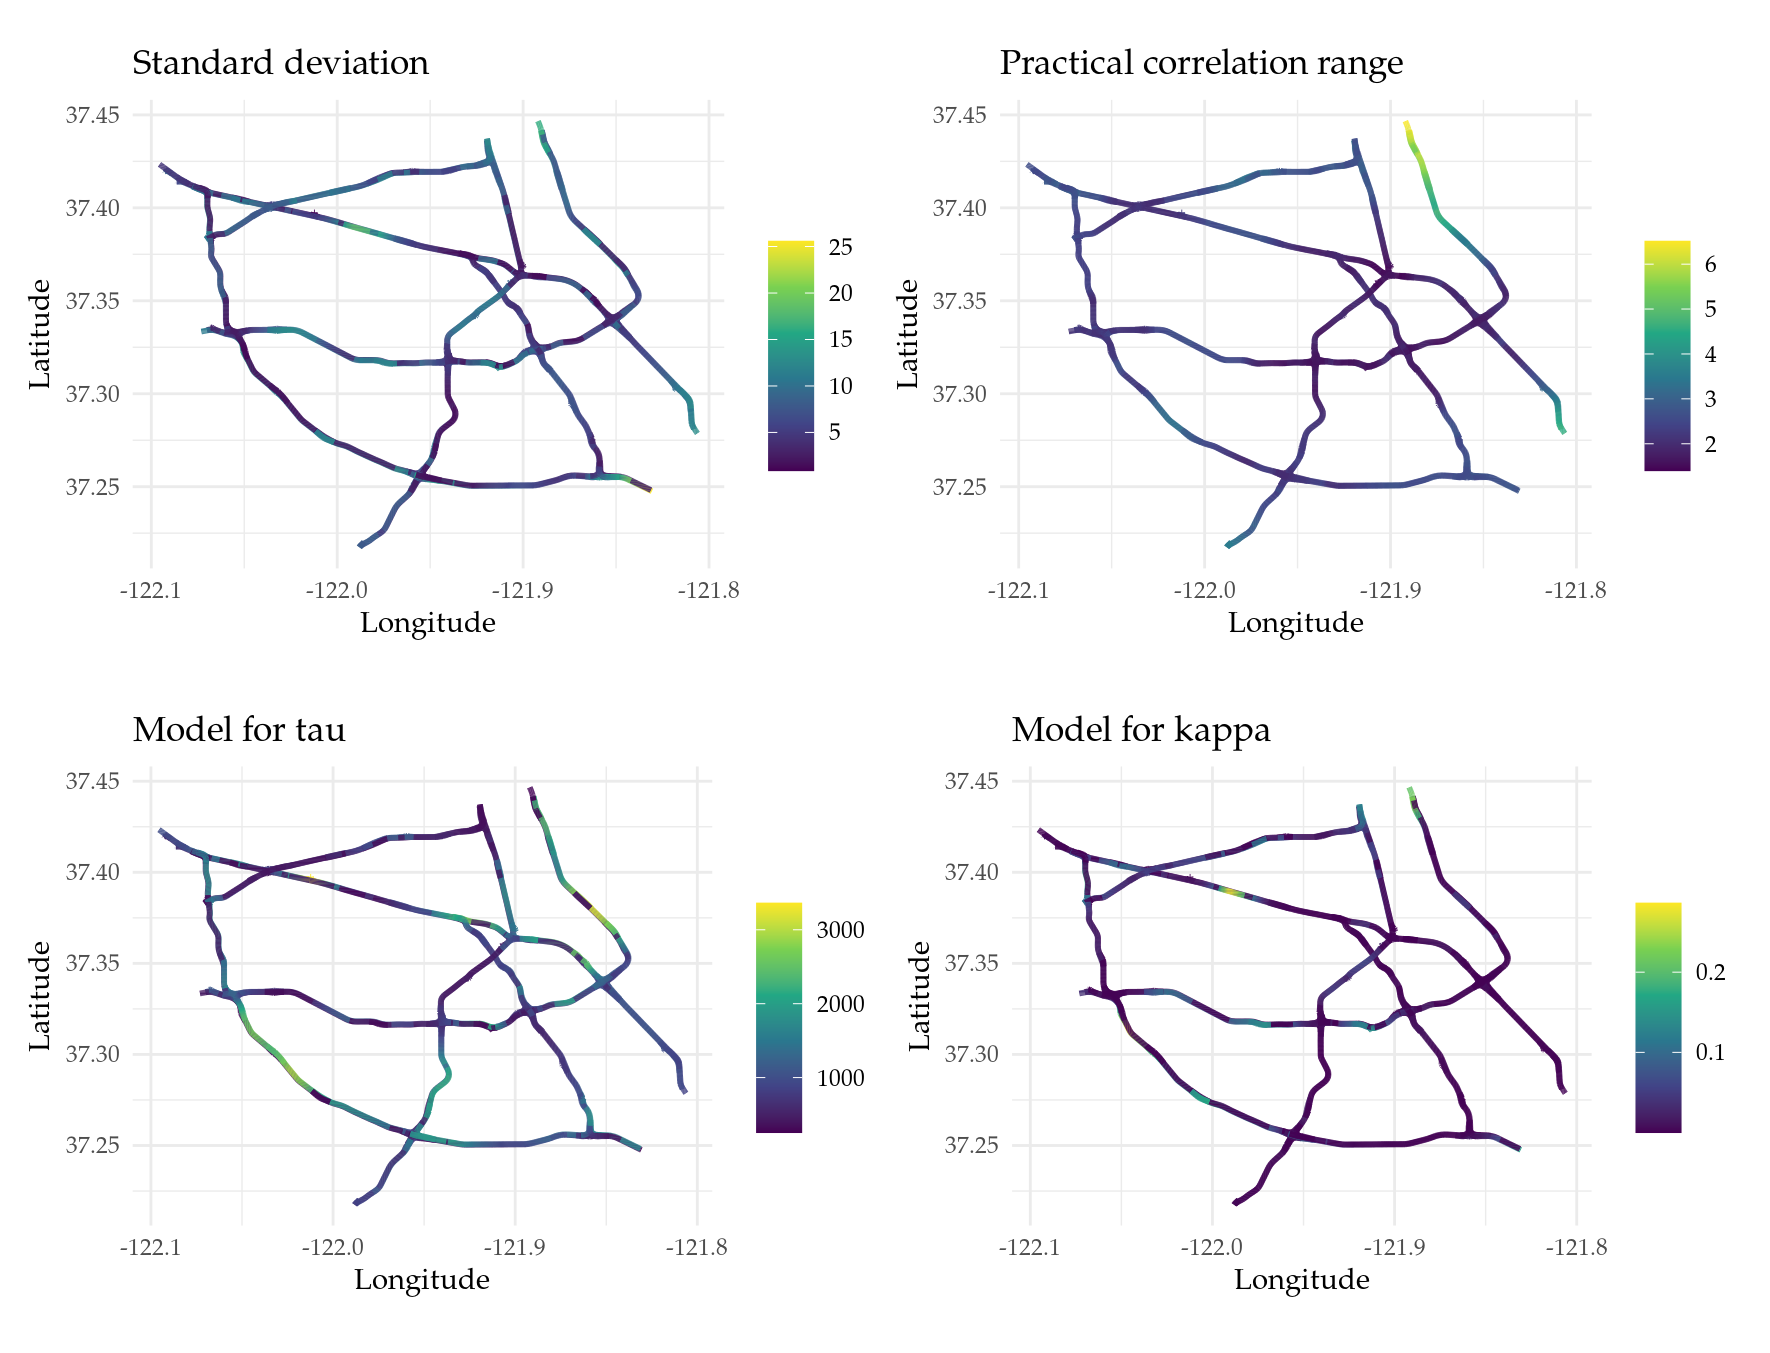 Standard deviation
37.45
37.40
37.35
37.30
37.25
Latitude
-122.1 -122.0 -121.9 -121.8
Longitude
25
20
15
10
5
Practical correlation range
37.45
37.40
37.35
37.30
37.25
Latitude
-122.1 -122.0 -121.9 -121.8
Longitude
6
5
4
3
2
Model for tau
37.45
37.40
37.35
37.30
37.25
Latitude
-122.1 -122.0 -121.9 -121.8
Longitude
3000
2000
1000
Model for kappa
37.45
37.40
37.35
37.30
37.25
Latitude
-122.1 -122.0 -121.9 -121.8
Longitude
0.2
0.1